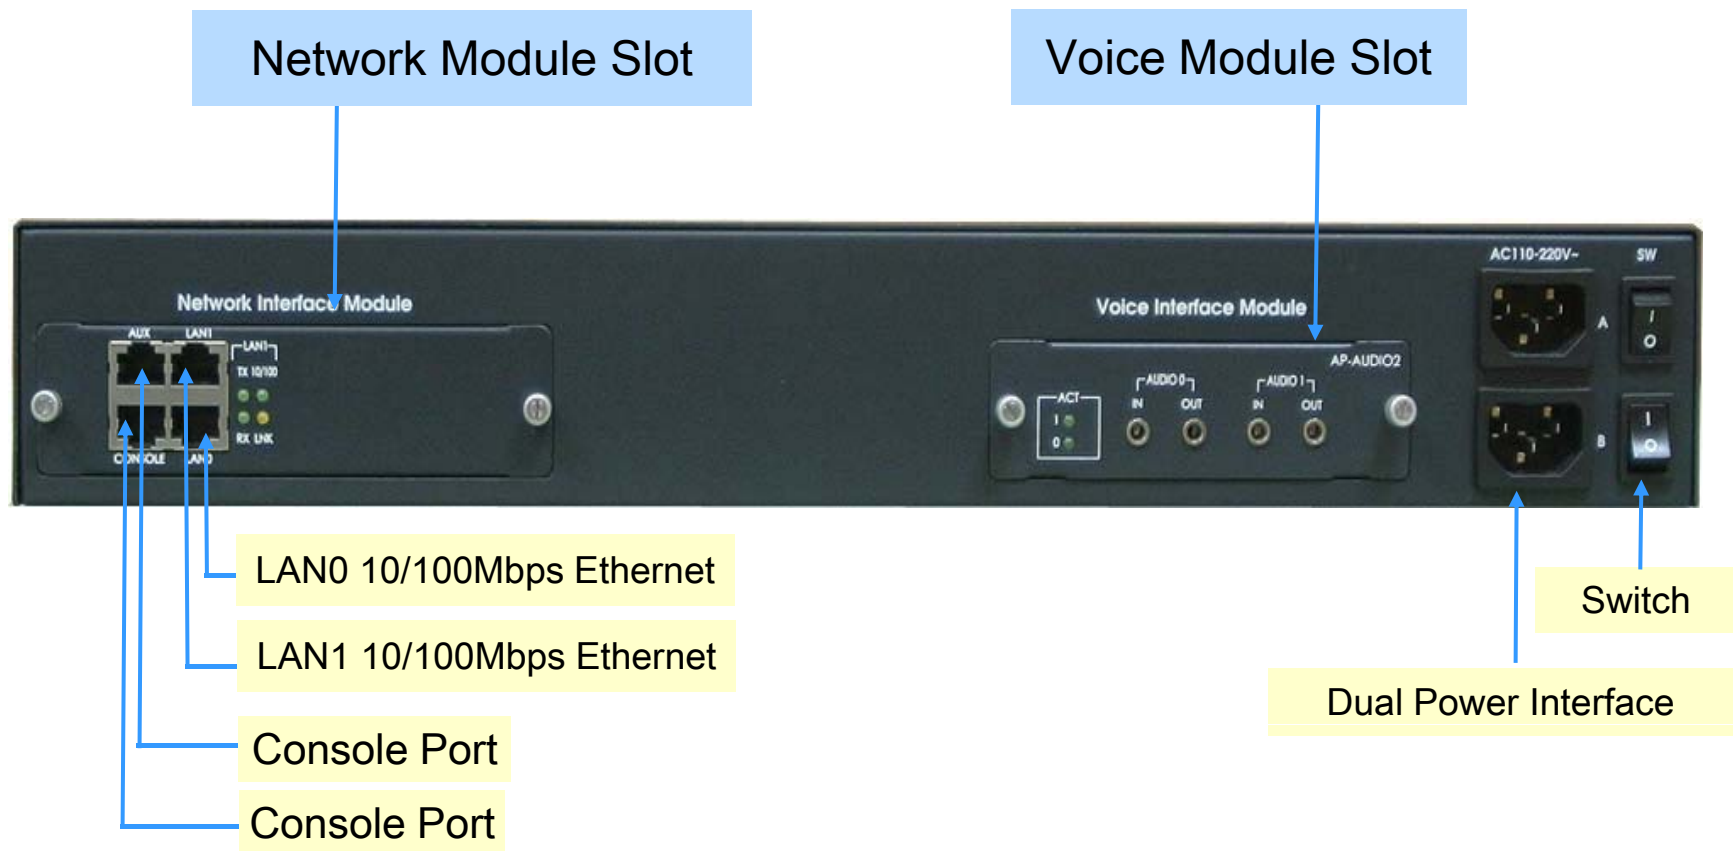 Network Module Slot
Voice Module Slot
AC110-220V~
SW
Network Interface Module
Voice Interface Module
AUX
LAN1
LAN1
TX 10/100
RX LNK
CONSOLE
LAN0
AP-AUDIO2
ACT
1
0
AUDIO 0
IN
OUT
AUDIO 1
IN
OUT
A
B
I
O
I
O
LAN0 10/100Mbps Ethernet
LAN1 10/100Mbps Ethernet
Console Port
Console Port
Switch
Dual Power Interface